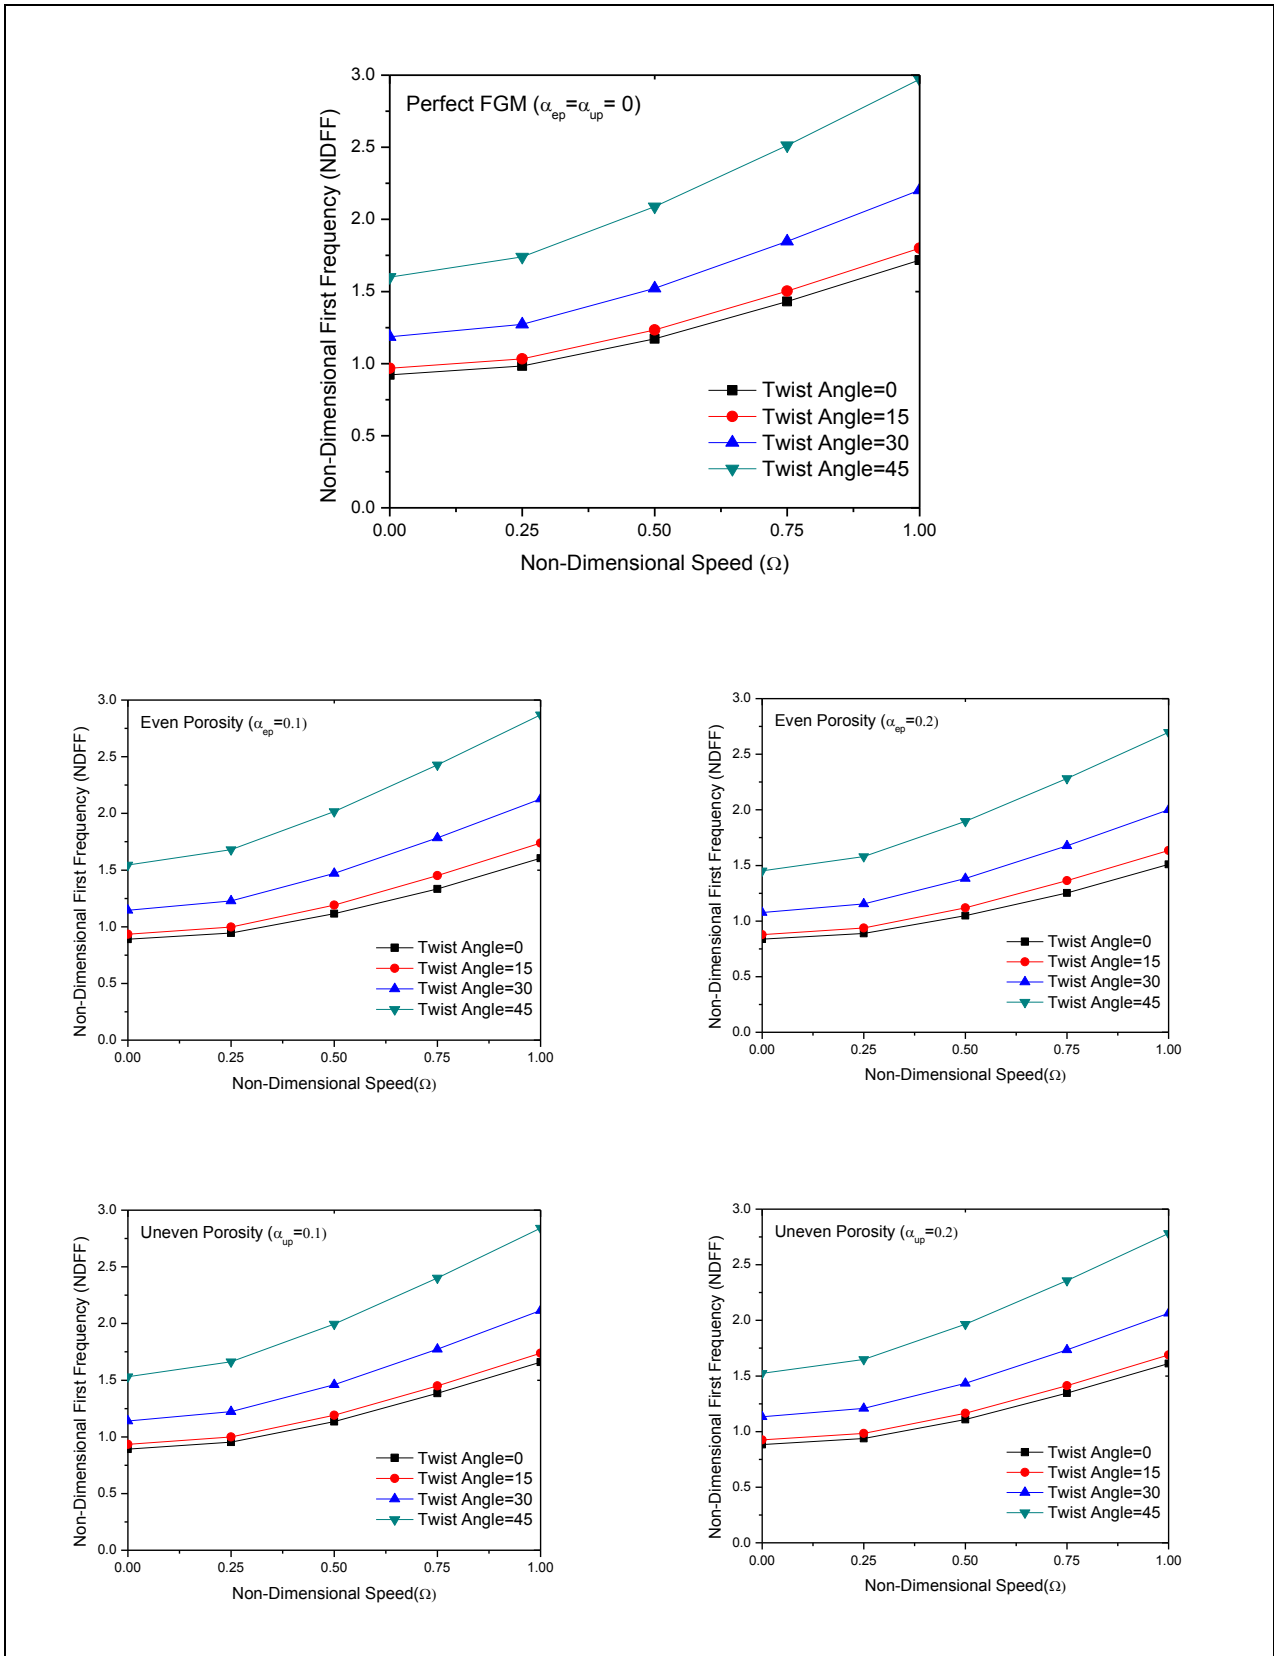 Perfect FGM (αep=αup= 0)
Non-Dimensional First Frequency (NDFF)
3.0
2.5
2.0
1.5
1.0
0.5
0.0
Twist Angle=0
Twist Angle=15
Twist Angle=30
Twist Angle=45
0.00 0.25 0.50 0.75 1.00
Non-Dimensional Speed (Ω)
Even Porosity (αep=0.1)
Non-Dimensional First Frequency (NDFF)
3.0
2.5
2.0
1.5
1.0
0.5
0.0
Twist Angle=0
Twist Angle=15
Twist Angle=30
Twist Angle=45
0.00 0.25 0.50 0.75 1.00
Non-Dimensional Speed(Ω)
Even Porosity (αep=0.2)
Non-Dimensional First Frequency (NDFF)
3.0
2.5
2.0
1.5
1.0
0.5
0.0
Twist Angle=0
Twist Angle=15
Twist Angle=30
Twist Angle=45
0.00 0.25 0.50 0.75 1.00
Non-Dimensional Speed(Ω)
Uneven Porosity (αup=0.1)
Non-Dimensional First Frequency (NDFF)
3.0
2.5
2.0
1.5
1.0
0.5
0.0
Twist Angle=0
Twist Angle=15
Twist Angle=30
Twist Angle=45
0.00 0.25 0.50 0.75 1.00
Non-Dimensional Speed(Ω)
Uneven Porosity (αup=0.2)
Non-Dimensional First Frequency (NDFF)
3.0
2.5
2.0
1.5
1.0
0.5
0.0
Twist Angle=0
Twist Angle=15
Twist Angle=30
Twist Angle=45
0.00 0.25 0.50 0.75 1.00
Non-Dimensional Speed(Ω)